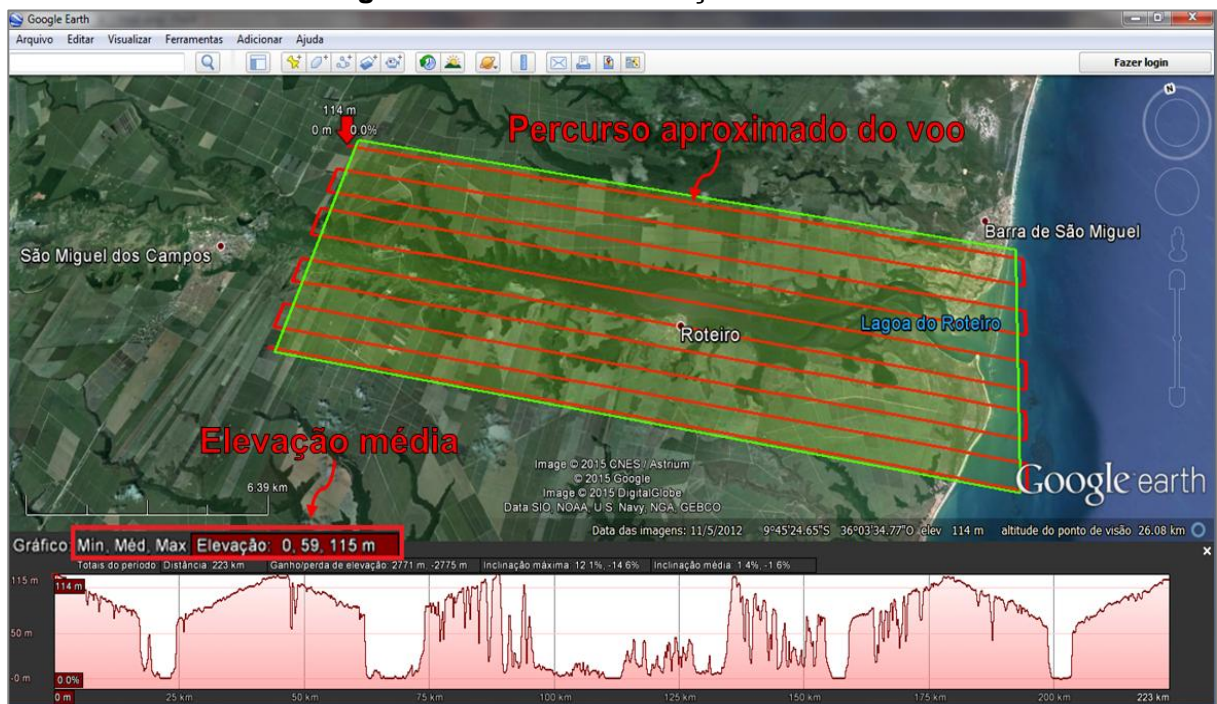 Google Earth
Arquivo Editar Visualizar Ferramentas Adicionar Ajuda
Fazer login
N
114 m
0 m 0 0%
Percurso aproximado do voo
Barra de São Miguel
São Miguel dos Campos
Lagoa do Roteiro
Roteiro
Elevação média
Image © 2015 CNES / Astrium
© 2015 Google
Image © 2015 DigitalGlobe
Data SIO, NOAA, U.S. Navy, NGA, GEBCO
Google earth
6.39 km
Data das imagens: 11/5/2012 9°45'24.65"S 36°03'34.77"O elev 114 m altitude do ponto de visão 26.08 km
Gráfico: Min, Méd, Max Elevação: 0, 59, 115 m
Totais do período Distância: 223 km Ganho/perda de elevação: 2771 m, -2775 m Inclinação máxima: 12.1%, -14.6% Inclinação média: 1.4%, -1.6%
115 m
114 m
50 m
-0 m
0 0%
0 m 25 km 50 km 75 km 100 km 125 km 150 km 175 km 200 km 223 km